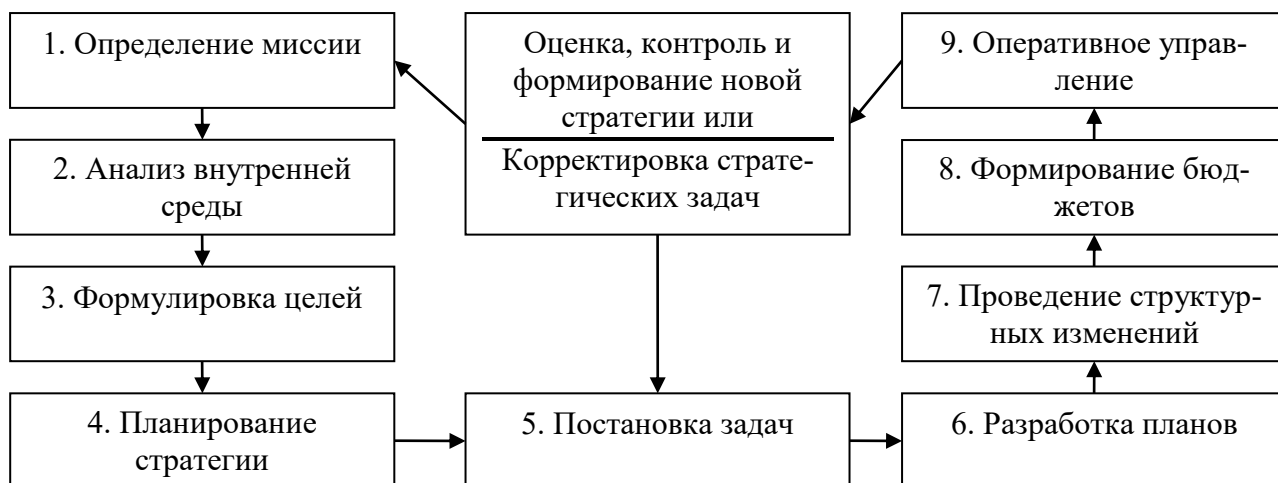 1. Определение миссии
2. Анализ внутренней
среды
3. Формулировка целей
4. Планирование
стратегии
Оценка, контроль и
формирование новой
стратегии или
Корректировка страте-
гических задач
5. Постановка задач
9. Оперативное управ-
ление
8. Формирование бюд-
жетов
7. Проведение структур-
ных изменений
6. Разработка планов